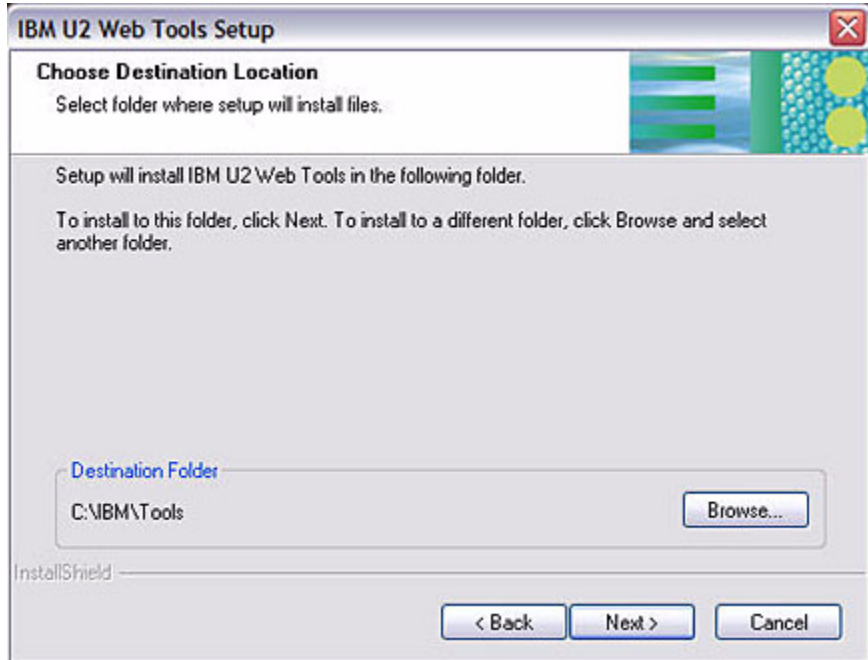 IBM U2 Web Tools Setup
Choose Destination Location
Select folder where setup will install files.
Setup will install IBM U2 Web Tools in the following folder.
To install to this folder, click Next. To install to a different folder, click Browse and select
another folder.
Destination Folder
C:\IBM\Tools
Browse...
InstallShield
< Back
Next >
Cancel